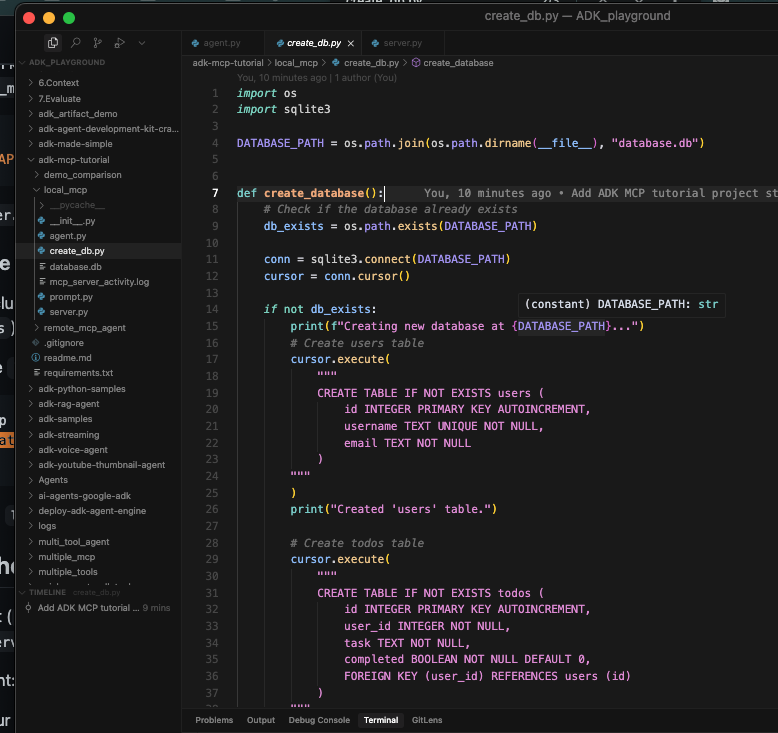 create_db.py — ADK_playground
agent.py
create_db.py
server.py
ADK_PLAYGROUND
6.Context
7.Evaluate
adk_artifact_demo
adk-agent-development-kit-cra...
adk-made-simple
adk-mcp-tutorial
demo_comparison
local_mcp
__pycache__
__init__.py
agent.py
create_db.py
database.db
mcp_server_activity.log
prompt.py
server.py
remote_mcp_agent
.gitignore
readme.md
requirements.txt
adk-python-samples
adk-rag-agent
adk-samples
adk-streaming
adk-voice-agent
adk-youtube-thumbnail-agent
Agents
ai-agents-google-adk
deploy-adk-agent-engine
logs
multi_tool_agent
multiple_mcp
multiple_tools
TIMELINE create_db.py
Add ADK MCP tutorial ... 9 mins
adk-mcp-tutorial > local_mcp > create_db.py > create_database
You, 10 minutes ago | 1 author (You)
1 import os
2 import sqlite3
3
4 DATABASE_PATH = os.path.join(os.path.dirname(__file__), "database.db")
5
6
7 def create_database(): You, 10 minutes ago • Add ADK MCP tutorial project st
8 # Check if the database already exists
9 db_exists = os.path.exists(DATABASE_PATH)
10
11 conn = sqlite3.connect(DATABASE_PATH)
12 cursor = conn.cursor()
13
(constant) DATABASE_PATH: str
14 if not db_exists:
15 print(f"Creating new database at {DATABASE_PATH}...")
16 # Create users table
17 cursor.execute(
18 """
19 CREATE TABLE IF NOT EXISTS users (
20 id INTEGER PRIMARY KEY AUTOINCREMENT,
21 username TEXT UNIQUE NOT NULL,
22 email TEXT NOT NULL
23 )
24 """
25 )
26 print("Created 'users' table.")
27
28 # Create todos table
29 cursor.execute(
30 """
31 CREATE TABLE IF NOT EXISTS todos (
32 id INTEGER PRIMARY KEY AUTOINCREMENT,
33 user_id INTEGER NOT NULL,
34 task TEXT NOT NULL,
35 completed BOOLEAN NOT NULL DEFAULT 0,
36 FOREIGN KEY (user_id) REFERENCES users (id)
37 )
"""
Problems Output Debug Console Terminal GitLens